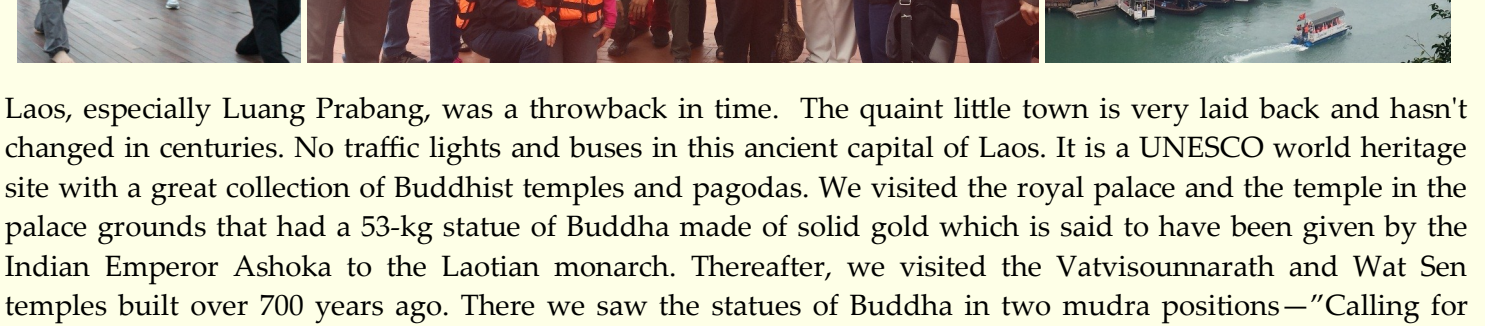 Laos, especially Luang Prabang, was a throwback in time.  The quaint little town is very laid back and hasn't
changed in centuries. No traffic lights and buses in this ancient capital of Laos. It is a UNESCO world heritage
site with a great collection of Buddhist temples and pagodas. We visited the royal palace and the temple in the
palace grounds that had a 53-kg statue of Buddha made of solid gold which is said to have been given by the
Indian Emperor Ashoka to the Laotian monarch. Thereafter, we visited the Vatvisounnarath and Wat Sen
temples built over 700 years ago. There we saw the statues of Buddha in two mudra positions—”Calling for